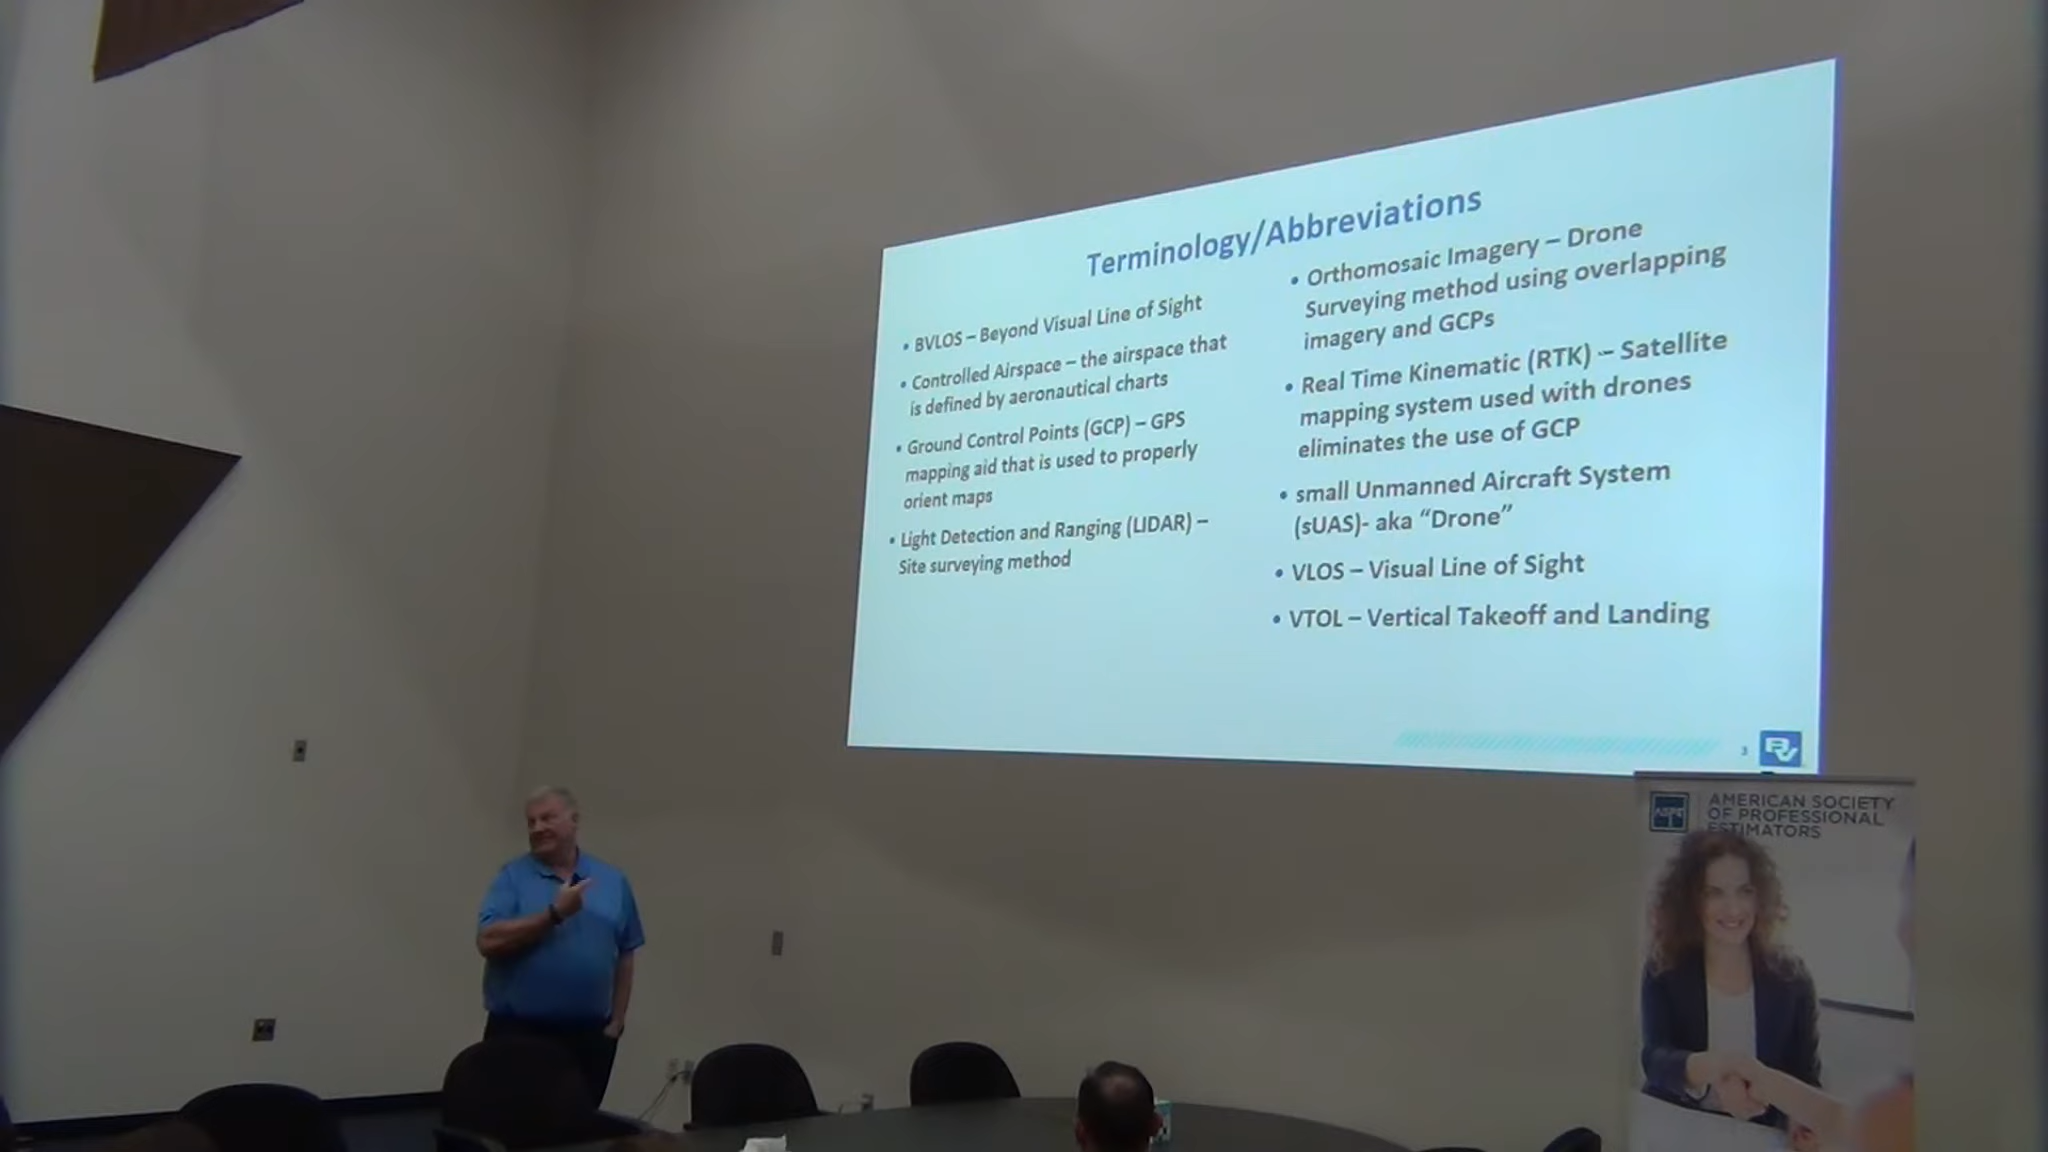 Terminology/Abbreviations
• BVLOS – Beyond Visual Line of Sight
• Controlled Airspace – the airspace that
is defined by aeronautical charts
• Ground Control Points (GCP) – GPS
mapping aid that is used to properly
orient maps
• Light Detection and Ranging (LIDAR) –
Site surveying method
• Orthomosaic Imagery – Drone
Surveying method using overlapping
imagery and GCPs
• Real Time Kinematic (RTK) – Satellite
mapping system used with drones
eliminates the use of GCP
• small Unmanned Aircraft System
(sUAS)- aka “Drone”
• VLOS – Visual Line of Sight
• VTOL – Vertical Takeoff and Landing
3
BV
ASPE
AMERICAN SOCIETY
OF PROFESSIONAL
ESTIMATORS